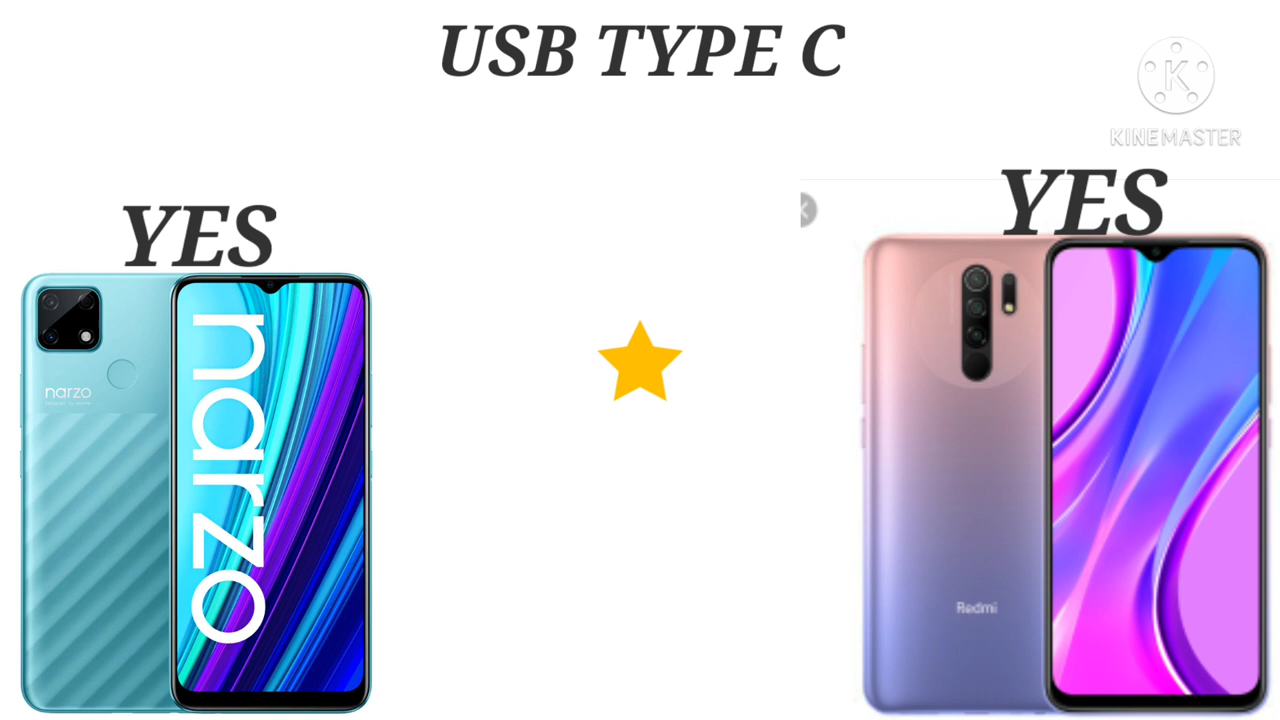 USB TYPE C
K
KINEMASTER
YES
YES
narzo
narzo
Redmi